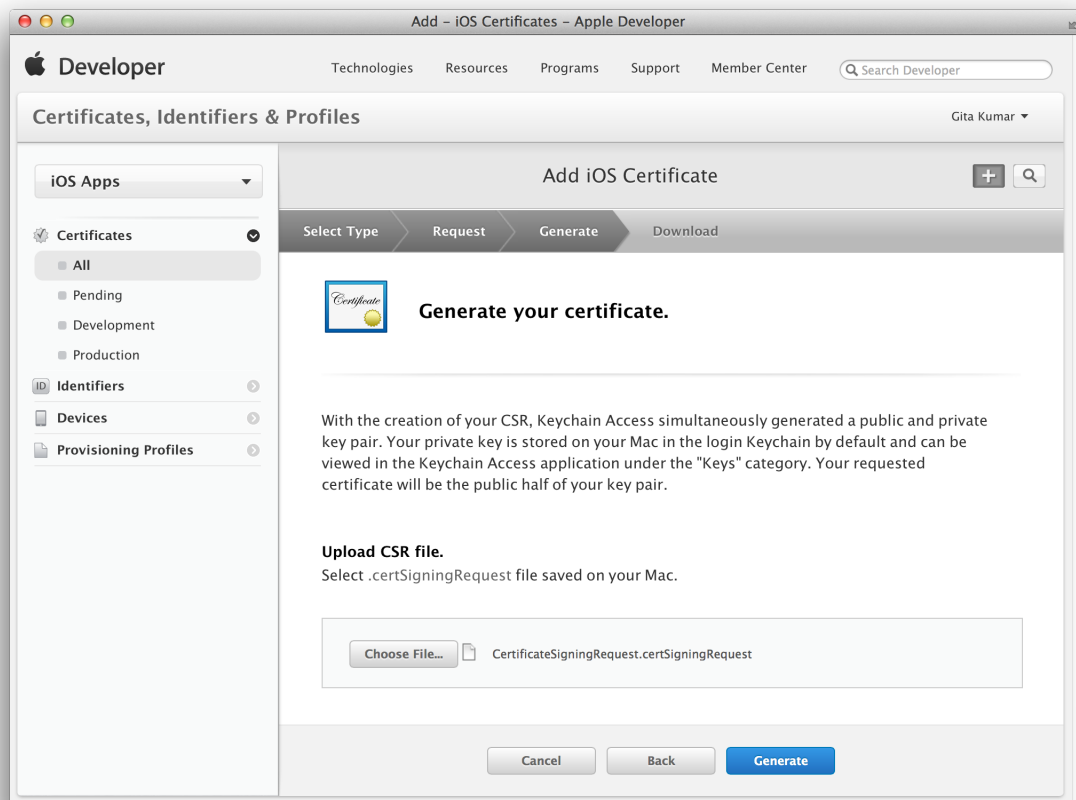 Add – iOS Certificates – Apple Developer
Developer
Technologies
Resources
Programs
Support
Member Center
Search Developer
Certificates, Identifiers & Profiles
Gita Kumar
iOS Apps
Add iOS Certificate
Certificates
All
Pending
Development
Production
ID
Identifiers
Devices
Provisioning Profiles
Select Type
Request
Generate
Download
Certificate
Generate your certificate.
With the creation of your CSR, Keychain Access simultaneously generated a public and private
key pair. Your private key is stored on your Mac in the login Keychain by default and can be
viewed in the Keychain Access application under the "Keys" category. Your requested
certificate will be the public half of your key pair.
Upload CSR file.
Select .certSigningRequest file saved on your Mac.
Choose File...
CertificateSigningRequest.certSigningRequest
Cancel
Back
Generate